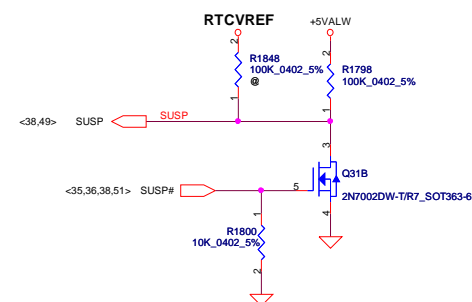 RTCVREF
+5VALW
2
2
R1848
100K_0402_5%
@
R1798
100K_0402_5%
1
1
<38,49> SUSP
SUSP
3
Q31B
<35,36,38,51> SUSP#
5
2N7002DW-T/R7_SOT363-6
4
1
R1800
10K_0402_5%
2